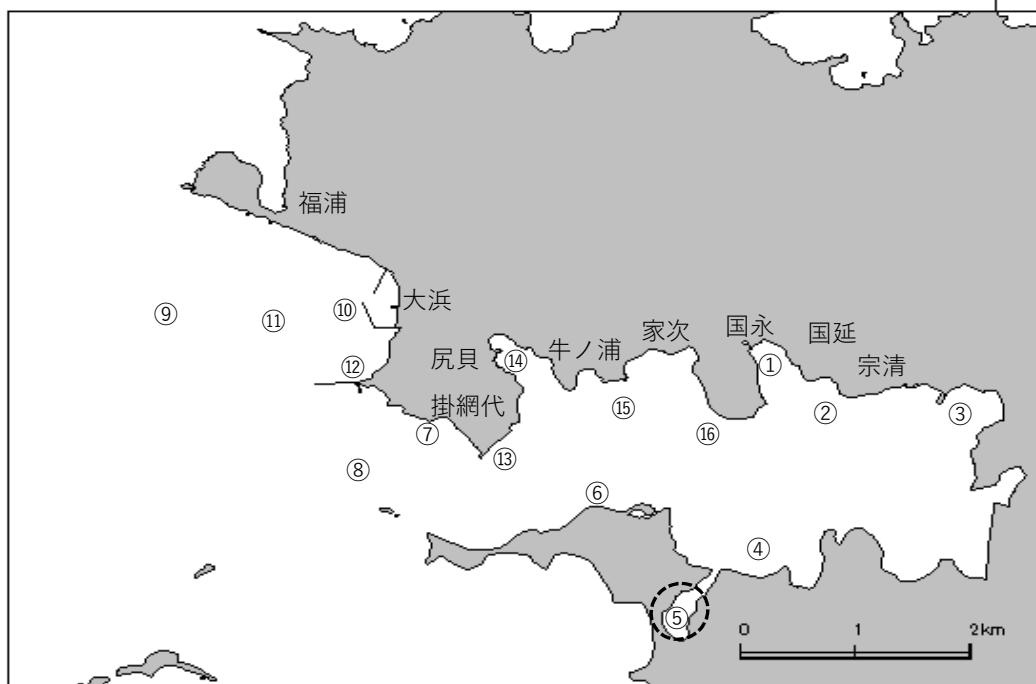 福浦
⑨
⑪
⑩
大浜
⑫
尻貝
⑭
牛ノ浦
家次
国永
国延
宗清
①
②
③
掛網代
⑦
⑮
⑯
⑧
⑬
⑥
④
⑤
0 1 2km